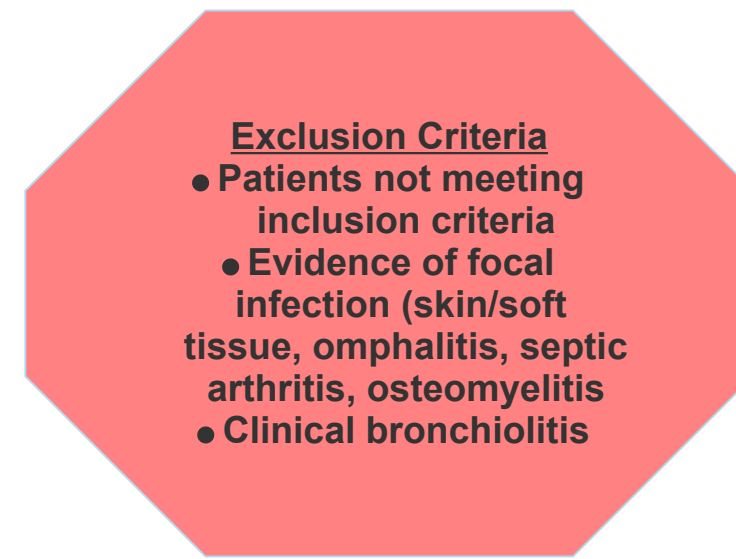 Exclusion Criteria
● Patients not meeting
inclusion criteria
● Evidence of focal
infection (skin/soft
tissue, omphalitis, septic
arthritis, osteomyelitis
● Clinical bronchiolitis